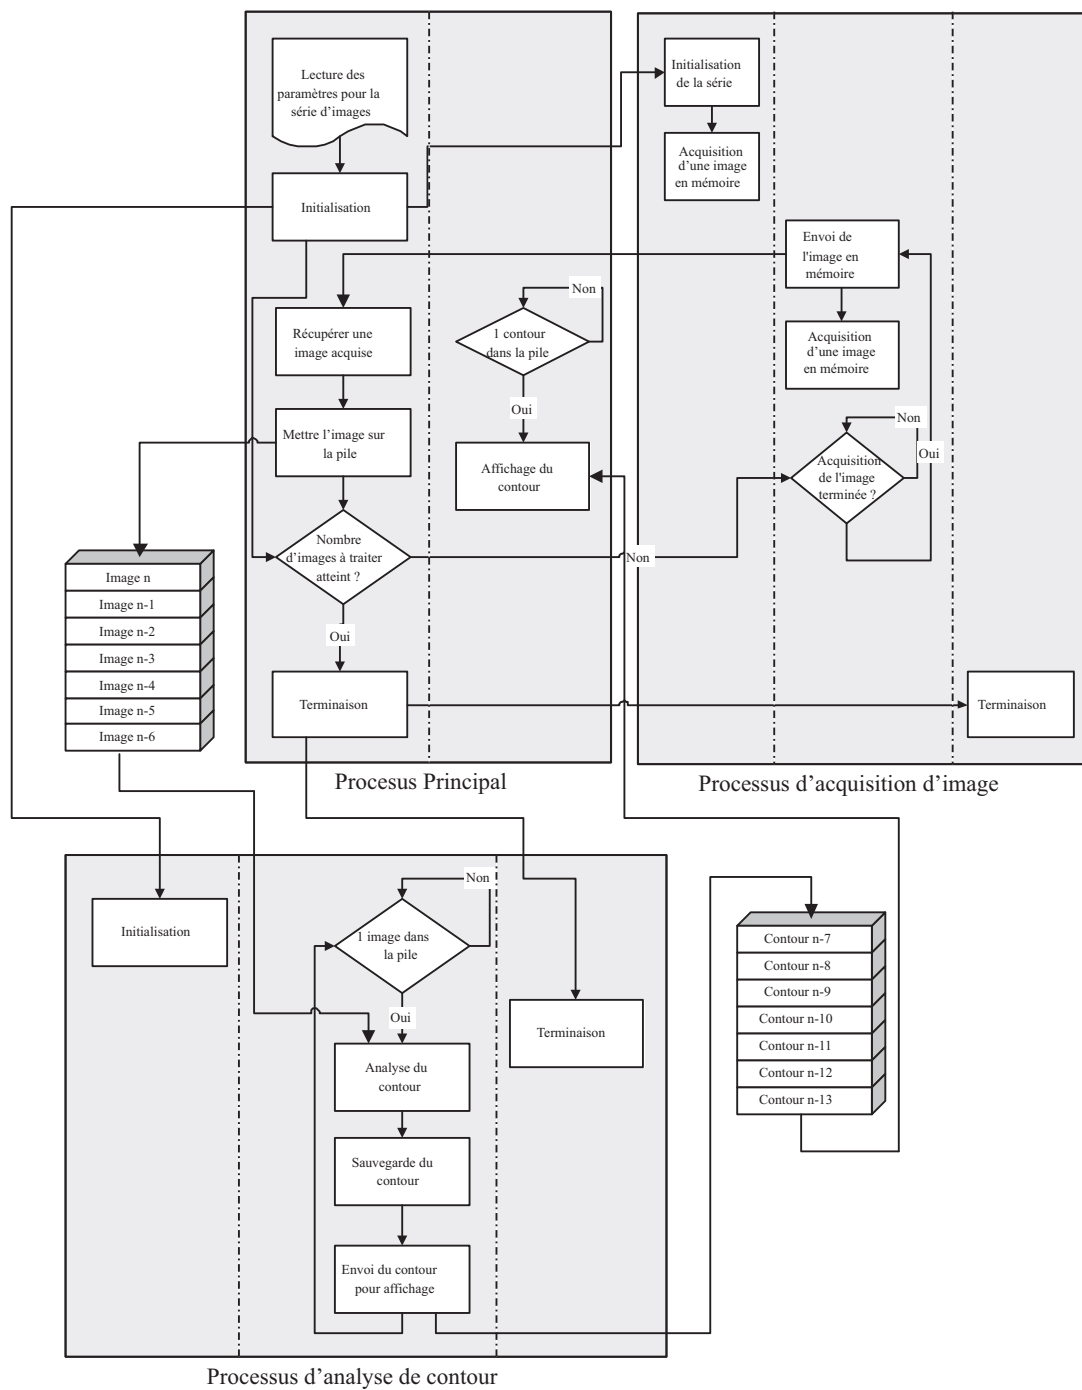 Lecture des
paramètres pour la
série d'images
Initialisation
Récupérer une
image acquise
Mettre l'image sur
la pile
Nombre
d'images à traiter
atteint ?
Oui
Terminaison
Non
1 contour
dans la pile
Oui
Affichage du
contour
Non
Procesus Principal
Initialisation
de la série
Acquisition
d'une image
en mémoire
Envoi de
l'image en
mémoire
Acquisition
d'une image
en mémoire
Non
Acquisition
de l'image
terminée ?
Oui
Terminaison
Processus d'acquisition d'image
Image n
Image n-1
Image n-2
Image n-3
Image n-4
Image n-5
Image n-6
Initialisation
Non
1 image dans
la pile
Oui
Analyse du
contour
Sauvegarde du
contour
Envoi du contour
pour affichage
Terminaison
Processus d'analyse de contour
Contour n-7
Contour n-8
Contour n-9
Contour n-10
Contour n-11
Contour n-12
Contour n-13